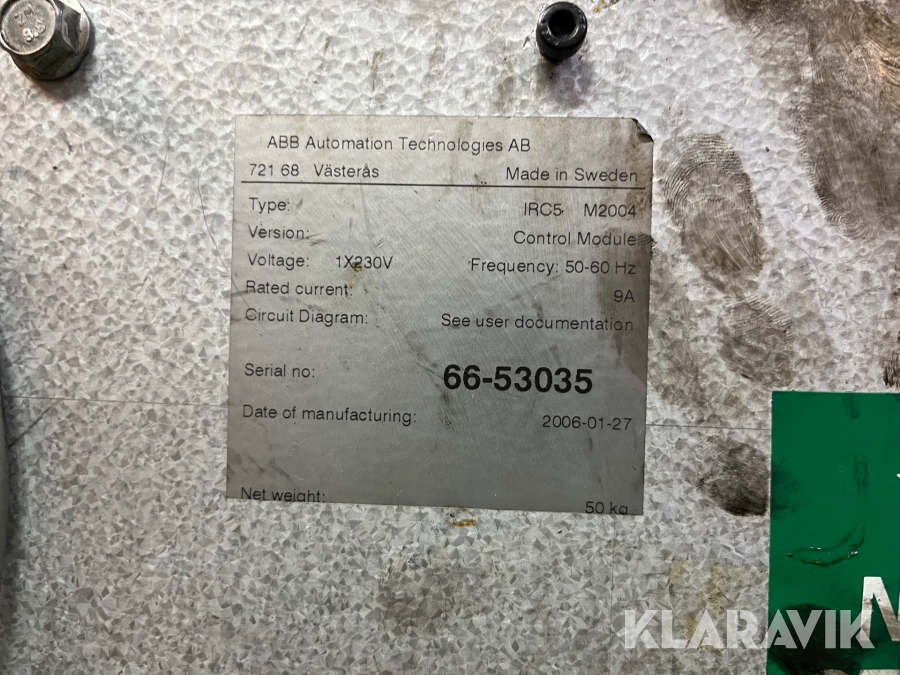 ABB Automation Technologies AB
721 68 Västerås Made in Sweden
Type: IRC5 M2004
Version: Control Module
Voltage: 1X230V Frequency: 50-60 Hz
Rated current: 9A
Circuit Diagram: See user documentation
Serial no: 66-53035
Date of manufacturing: 2006-01-27
Net weight: 50 kg
KLARAVIK